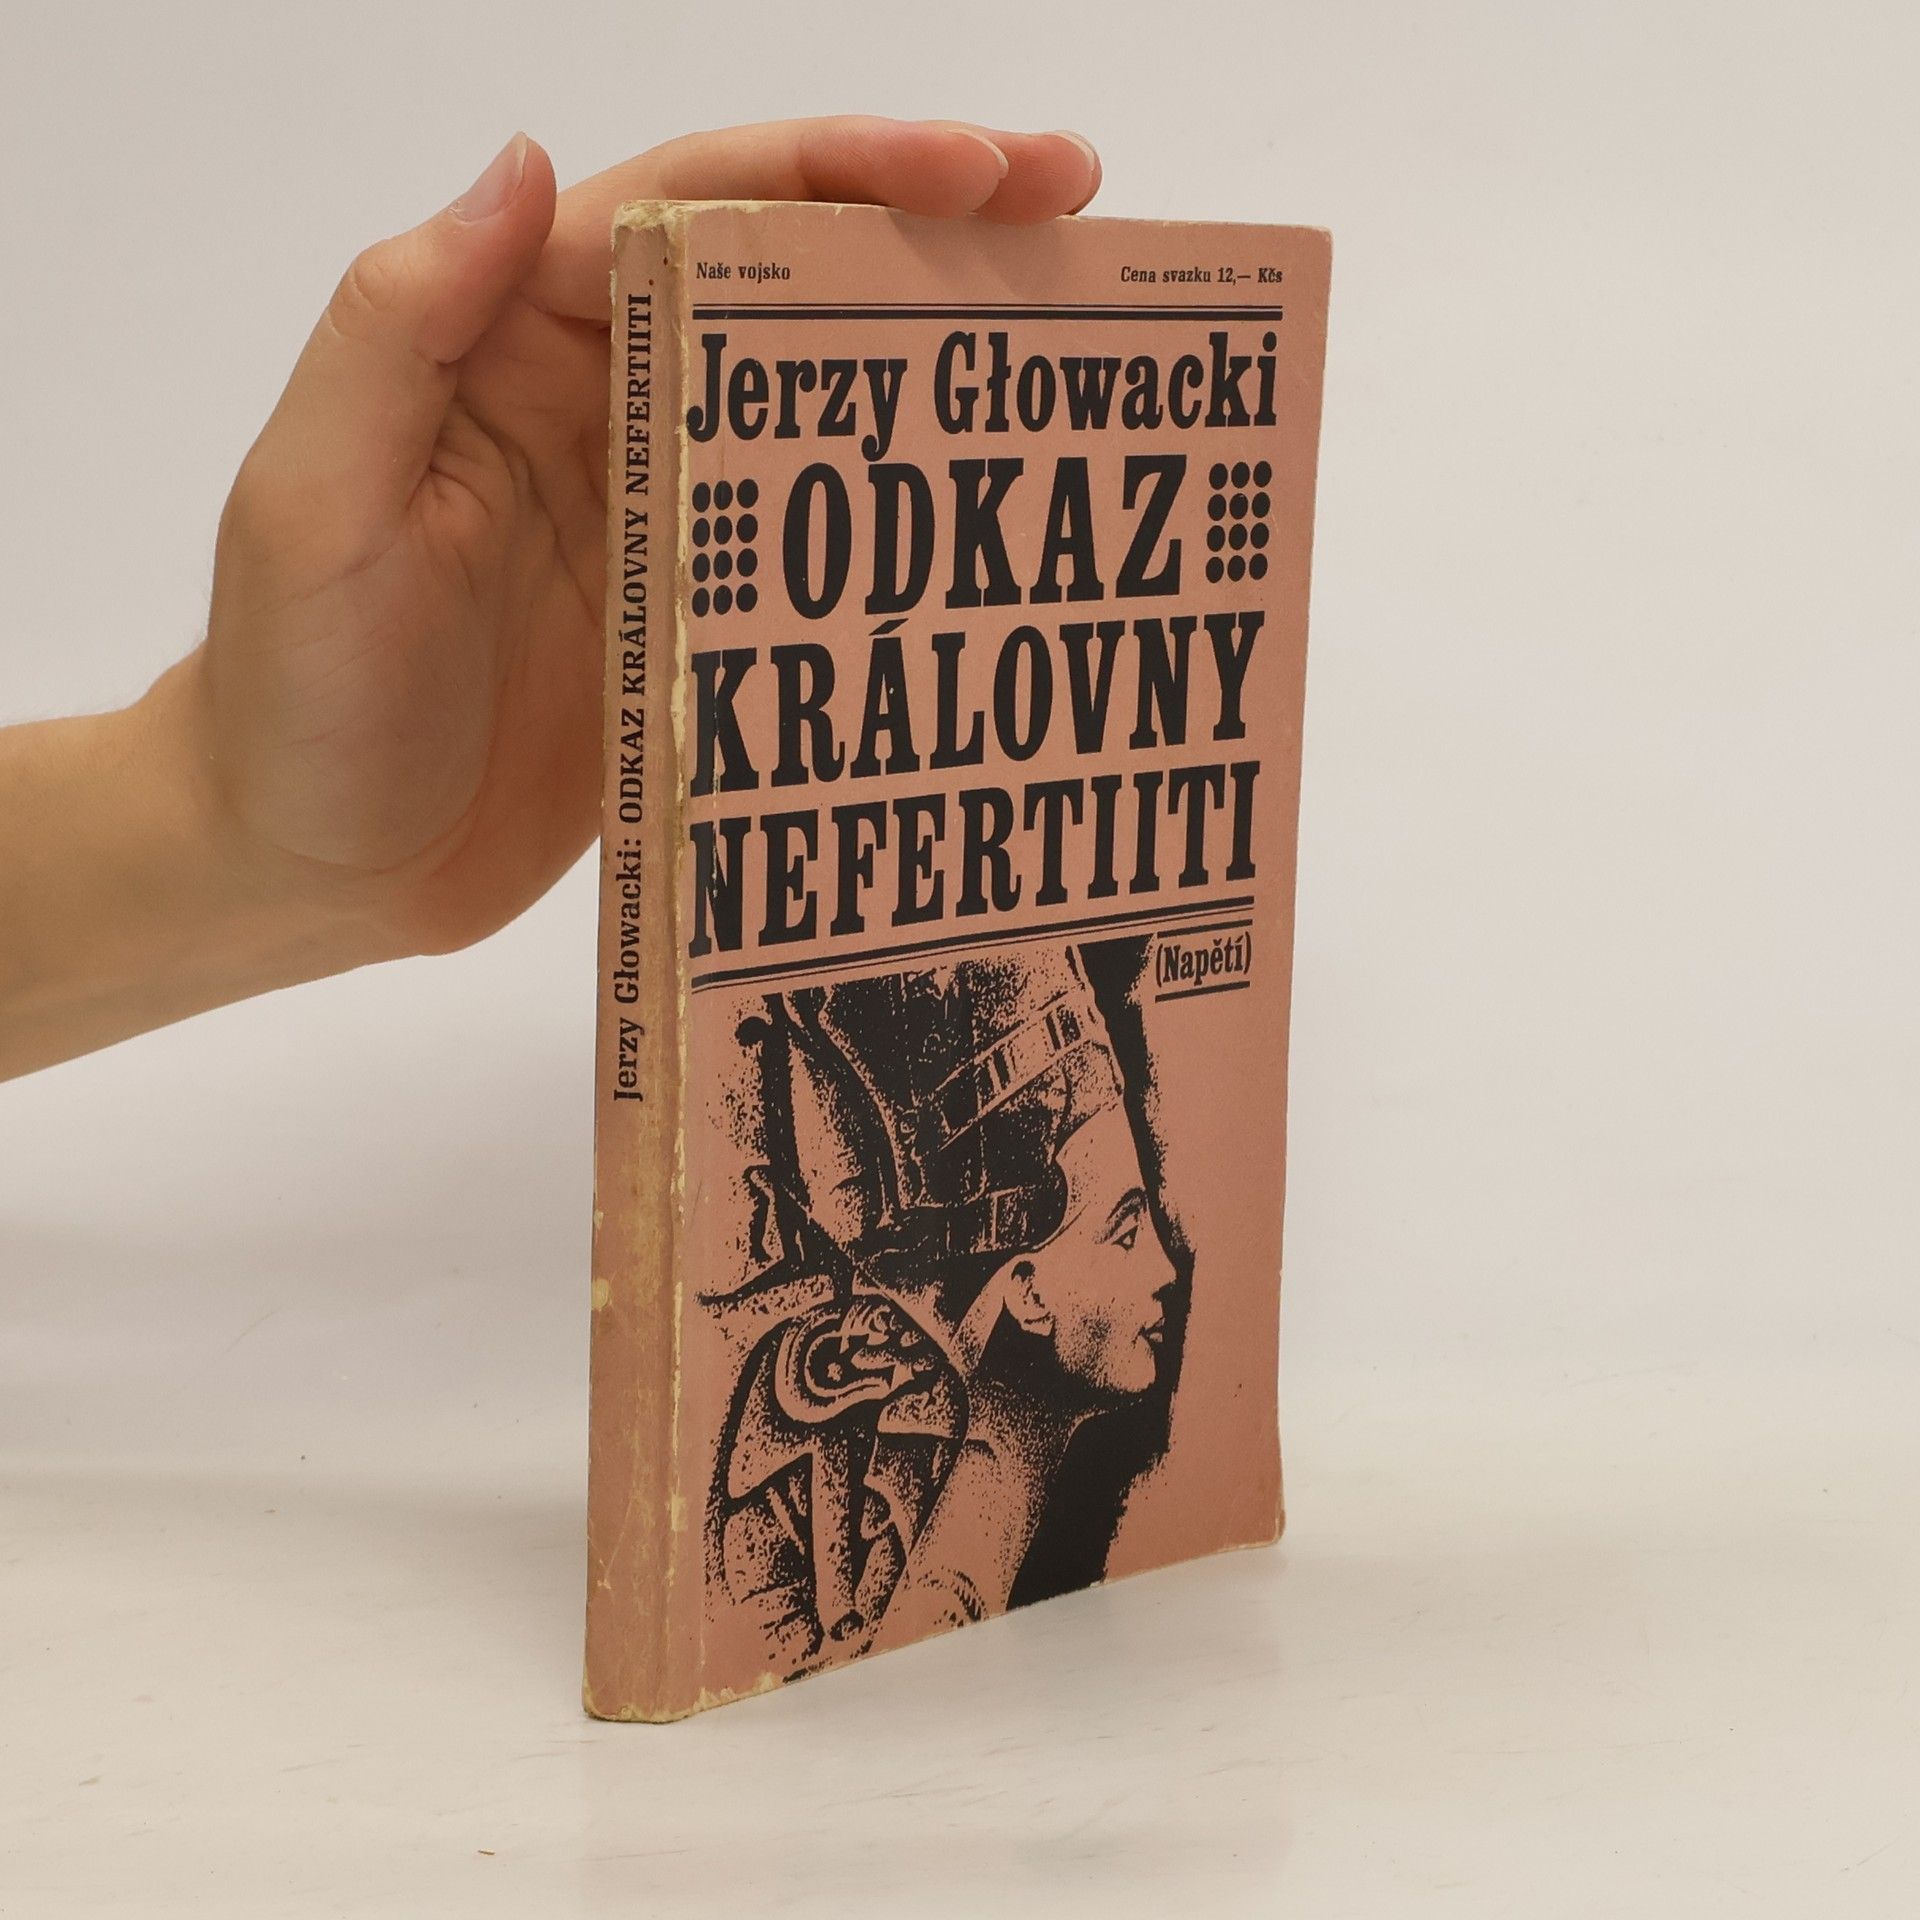 Naše vojsko
Cena svazku 12,— Kčs
Jerzy Głowacki
ODKAZ
KRÁLOVNY
NEFERTIITI
(Napětí)
Jerzy Głowacki: ODKAZ KRÁLOVNY NEFERTIITI